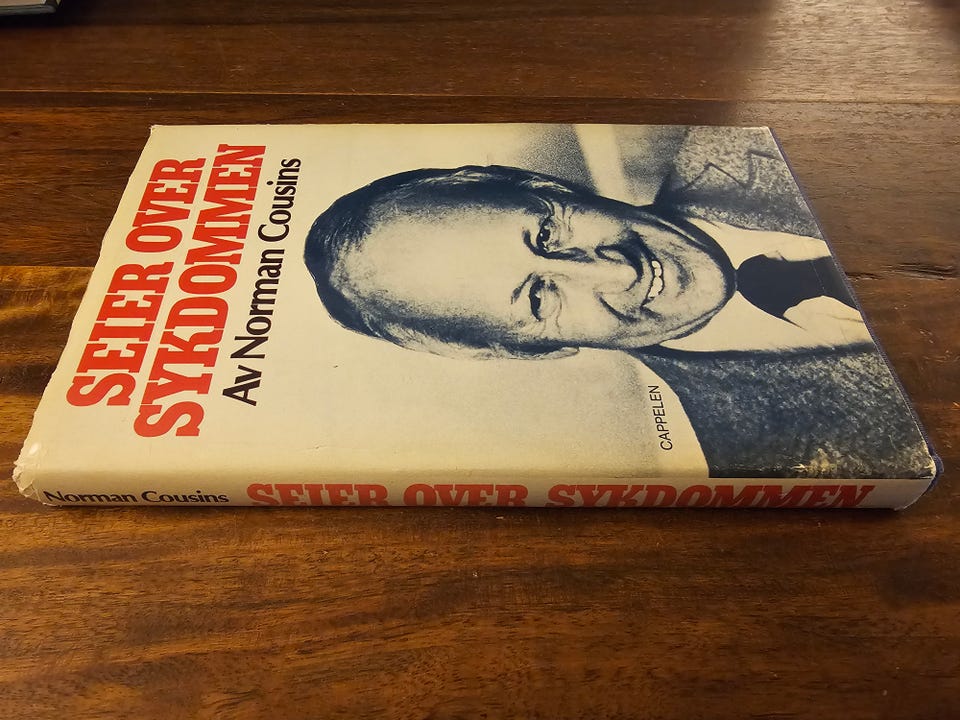 SEIER OVER
SYKDOMMEN
Av Norman Cousins
CAPPELEN
Norman Cousins SEIER OVER SYKDOMMEN